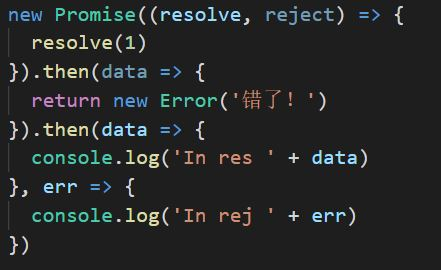 new Promise((resolve, reject) => {
  resolve(1)
}).then(data => {
  return new Error('错了! ')
}).then(data => {
  console.log('In res ' + data)
}, err => {
  console.log('In rej ' + err)
})